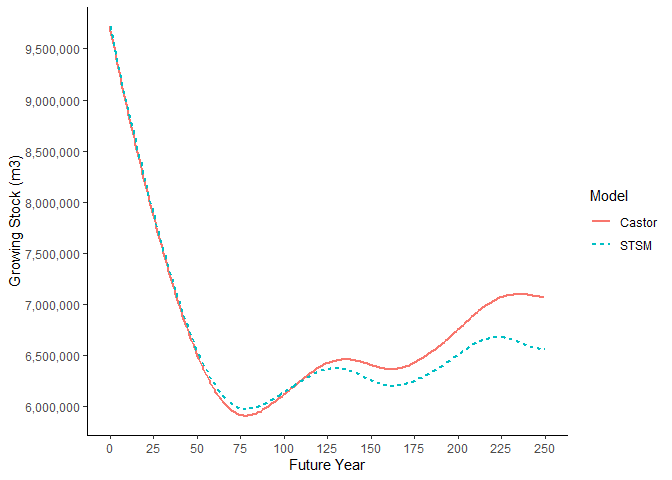 9,500,000
9,000,000
8,500,000
8,000,000
7,500,000
7,000,000
6,500,000
6,000,000
Growing Stock (m3)
0 25 50 75 100 125 150 175 200 225 250
Future Year
Model
Castor
STSM